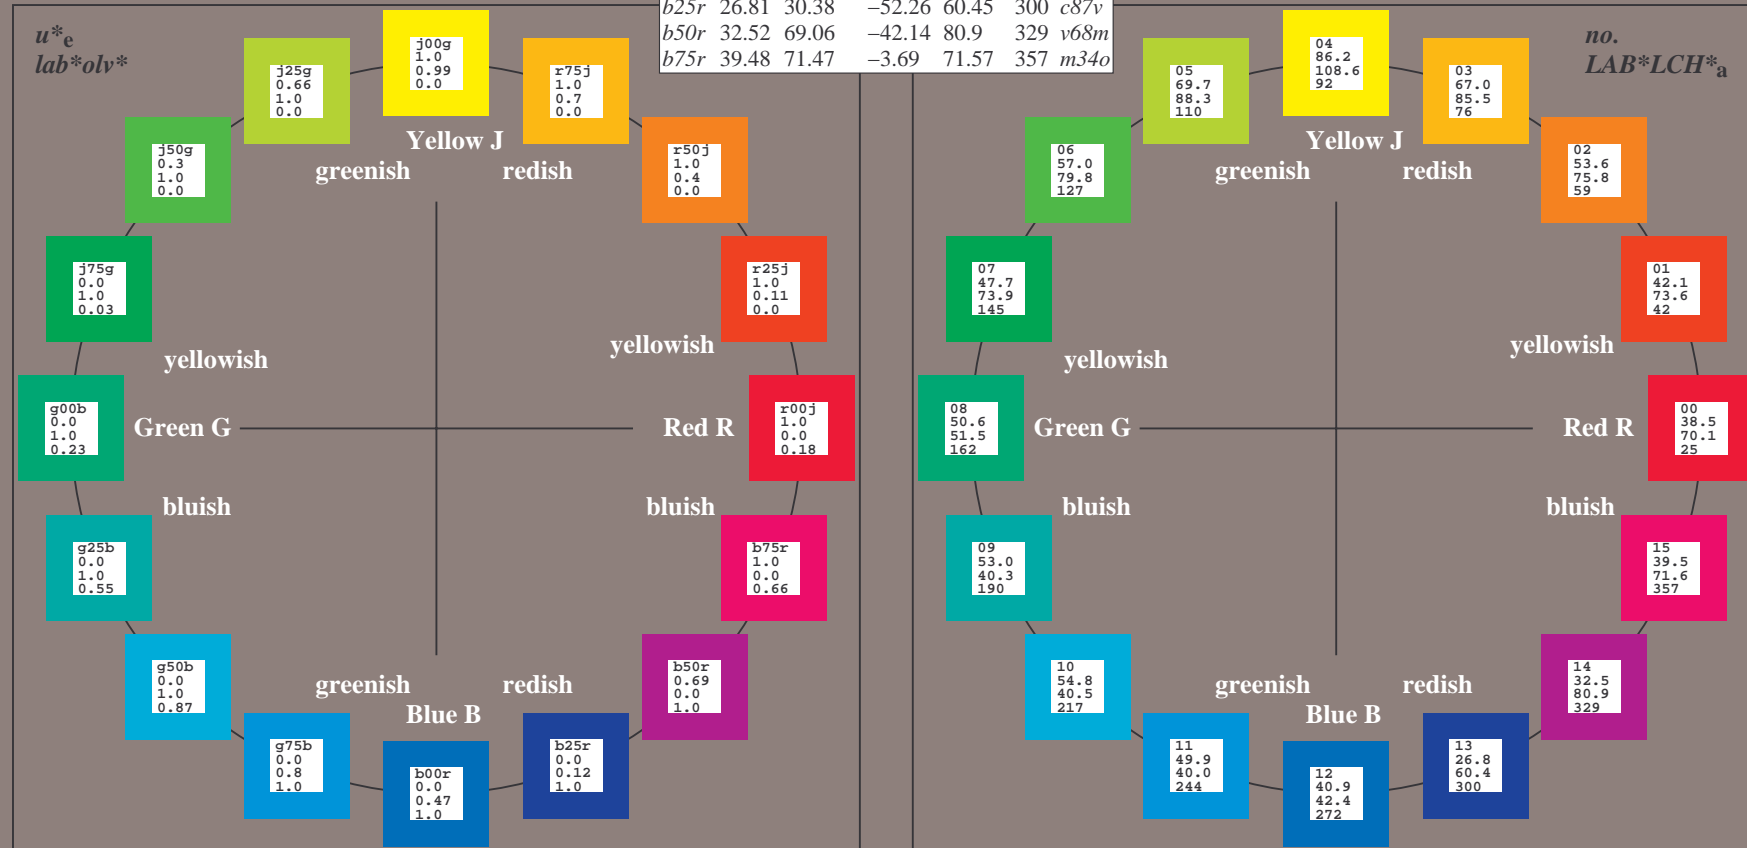 b25r 26.81 30.38 −52.26 60.45 300 c87v
b50r 32.52 69.06 −42.14 80.9 329 v68m
b75r 39.48 71.47 −3.69 71.57 357 m34o
u*e
lab*olv*
j00g
1.0
0.99
0.0
j25g
0.66
1.0
0.0
r75j
1.0
0.7
0.0
j50g
0.3
1.0
0.0
r50j
1.0
0.4
0.0
Yellow J
greenish redish
j75g
0.0
1.0
0.03
r25j
1.0
0.11
0.0
yellowish
yellowish
g00b
0.0
1.0
0.23
Green G
Red R
r00j
1.0
0.0
0.18
bluish
bluish
g25b
0.0
1.0
0.55
b75r
1.0
0.0
0.66
g50b
0.0
1.0
0.87
b50r
0.69
0.0
1.0
greenish redish
Blue B
g75b
0.0
0.8
1.0
b00r
0.0
0.47
1.0
b25r
0.0
0.12
1.0
no.
LAB*LCH*a
04
86.2
108.6
92
05
69.7
88.3
110
03
67.0
85.5
76
06
57.0
79.8
127
02
53.6
75.8
59
Yellow J
greenish redish
07
47.7
73.9
145
01
42.1
73.6
42
yellowish
yellowish
08
50.6
51.5
162
Green G
Red R
00
38.5
70.1
25
bluish
bluish
09
53.0
40.3
190
15
39.5
71.6
357
10
54.8
40.5
217
14
32.5
80.9
329
greenish redish
Blue B
11
49.9
40.0
244
12
40.9
42.4
272
13
26.8
60.4
300